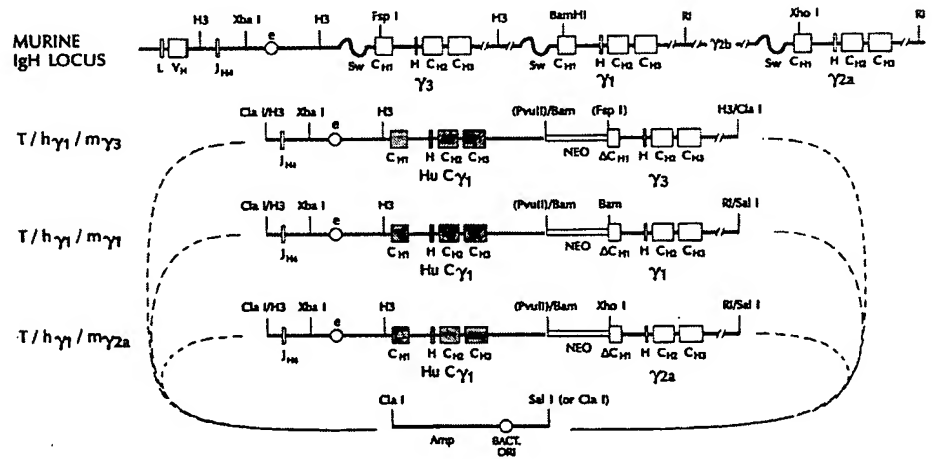 H3 Xba I e H3 Fsp I H3 BamHI RI Xho I RI
MURINE
IgH LOCUS
γ2b
L VH JH4 Sw CH1 H CH2 CH3 Sw CH1 H CH2 CH3 Sw CH1 H CH2 CH3
γ3 γ1 γ2a
Cla I/H3 Xba I e H3 (PvuII)/Bam (Fsp I) H3/Cla I
T/hγ1/mγ3
JH4 CH1 H CH2 CH3 NEO ΔCH1 H CH2 CH3
Hu Cγ1 γ3
Cla I/H3 Xba I e H3 (PvuII)/Bam Bam RI/Sal I
T/hγ1/mγ1
JH4 CH1 H CH2 CH3 NEO ΔCH1 H CH2 CH3
Hu Cγ1 γ1
Cla I/H3 Xba I e H3 (PvuII)/Bam Xho I RI/Sal I
T/hγ1/mγ2a
JH4 CH1 H CH2 CH3 NEO ΔCH1 H CH2 CH3
Hu Cγ1 γ2a
Cla I Sal I (or Cla I)
Amp BACT.
ORI